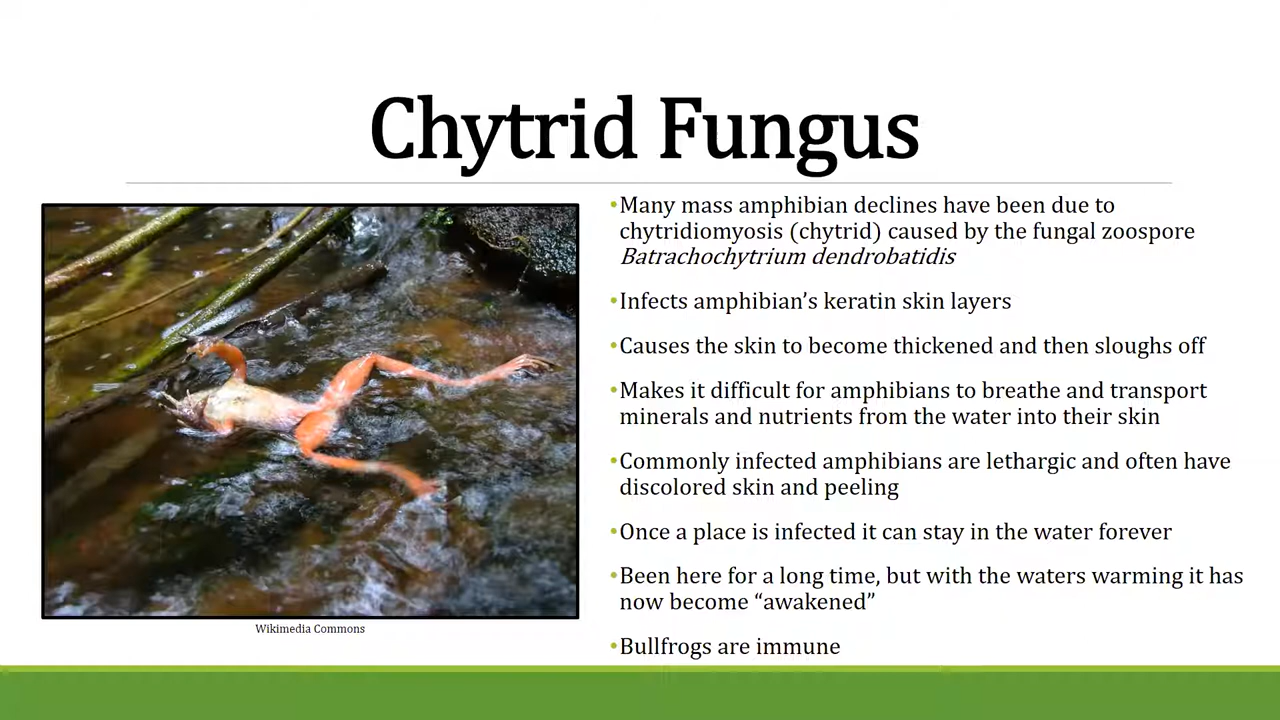 Chytrid Fungus
•Many mass amphibian declines have been due to
chytridiomyosis (chytrid) caused by the fungal zoospore
Batrachochytrium dendrobatidis
•Infects amphibian’s keratin skin layers
•Causes the skin to become thickened and then sloughs off
•Makes it difficult for amphibians to breathe and transport
minerals and nutrients from the water into their skin
•Commonly infected amphibians are lethargic and often have
discolored skin and peeling
•Once a place is infected it can stay in the water forever
•Been here for a long time, but with the waters warming it has
now become “awakened”
•Bullfrogs are immune
Wikimedia Commons